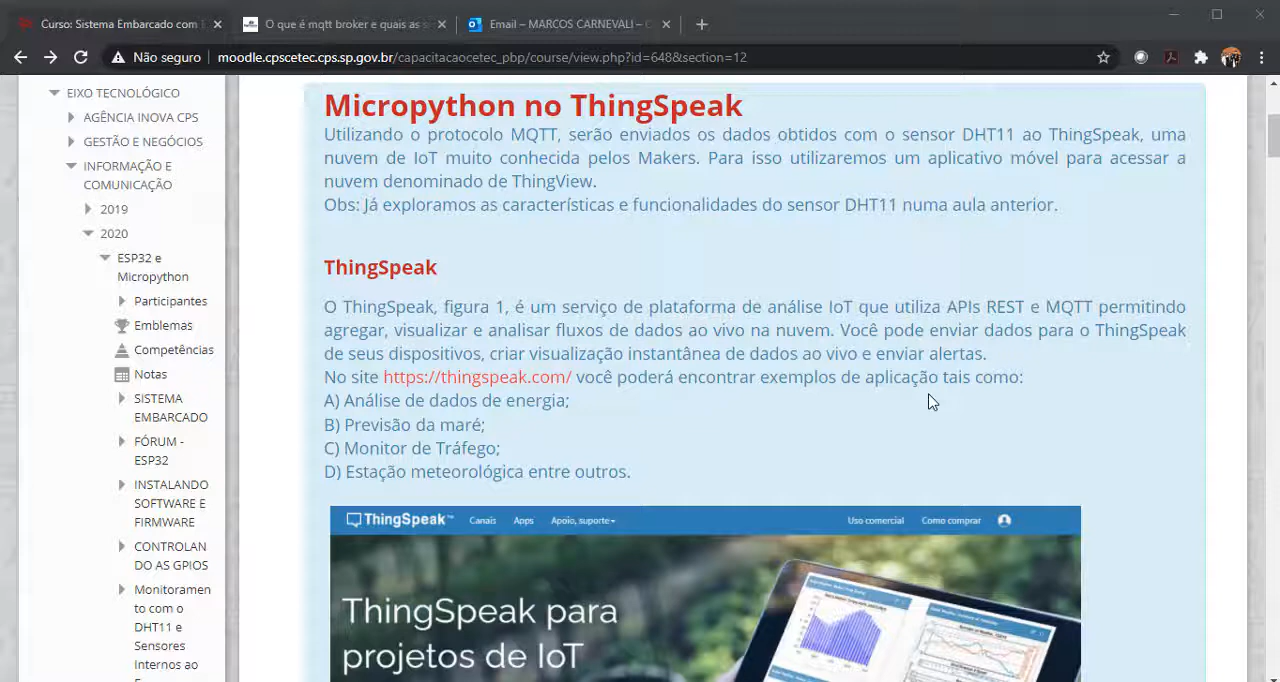 Curso: Sistema Embarcado com E
O que é mqtt broker e quais as s
Email – MARCOS CARNEVALI – C
Não seguro
moodle.cpscetec.cps.sp.gov.br/capacitacaocetec_pbp/course/view.php?id=648&section=12
EIXO TECNOLÓGICO
AGÊNCIA INOVA CPS
GESTÃO E NEGÓCIOS
INFORMAÇÃO E
COMUNICAÇÃO
2019
2020
ESP32 e
Micropython
Participantes
Emblemas
Competências
Notas
SISTEMA
EMBARCADO
FÓRUM -
ESP32
INSTALANDO
SOFTWARE E
FIRMWARE
CONTROLAN
DO AS GPIOS
Monitoramen
to com o
DHT11 e
Sensores
Internos ao
Micropython no ThingSpeak
Utilizando o protocolo MQTT, serão enviados os dados obtidos com o sensor DHT11 ao ThingSpeak, uma
nuvem de IoT muito conhecida pelos Makers. Para isso utilizaremos um aplicativo móvel para acessar a
nuvem denominado de ThingView.
Obs: Já exploramos as características e funcionalidades do sensor DHT11 numa aula anterior.
ThingSpeak
O ThingSpeak, figura 1, é um serviço de plataforma de análise IoT que utiliza APIs REST e MQTT permitindo
agregar, visualizar e analisar fluxos de dados ao vivo na nuvem. Você pode enviar dados para o ThingSpeak
de seus dispositivos, criar visualização instantânea de dados ao vivo e enviar alertas.
No site https://thingspeak.com/ você poderá encontrar exemplos de aplicação tais como:
A) Análise de dados de energia;
B) Previsão da maré;
C) Monitor de Tráfego;
D) Estação meteorológica entre outros.
ThingSpeak™ Canais Apps Apoio, suporte Uso comercial Como comprar
ThingSpeak para
projetos de IoT